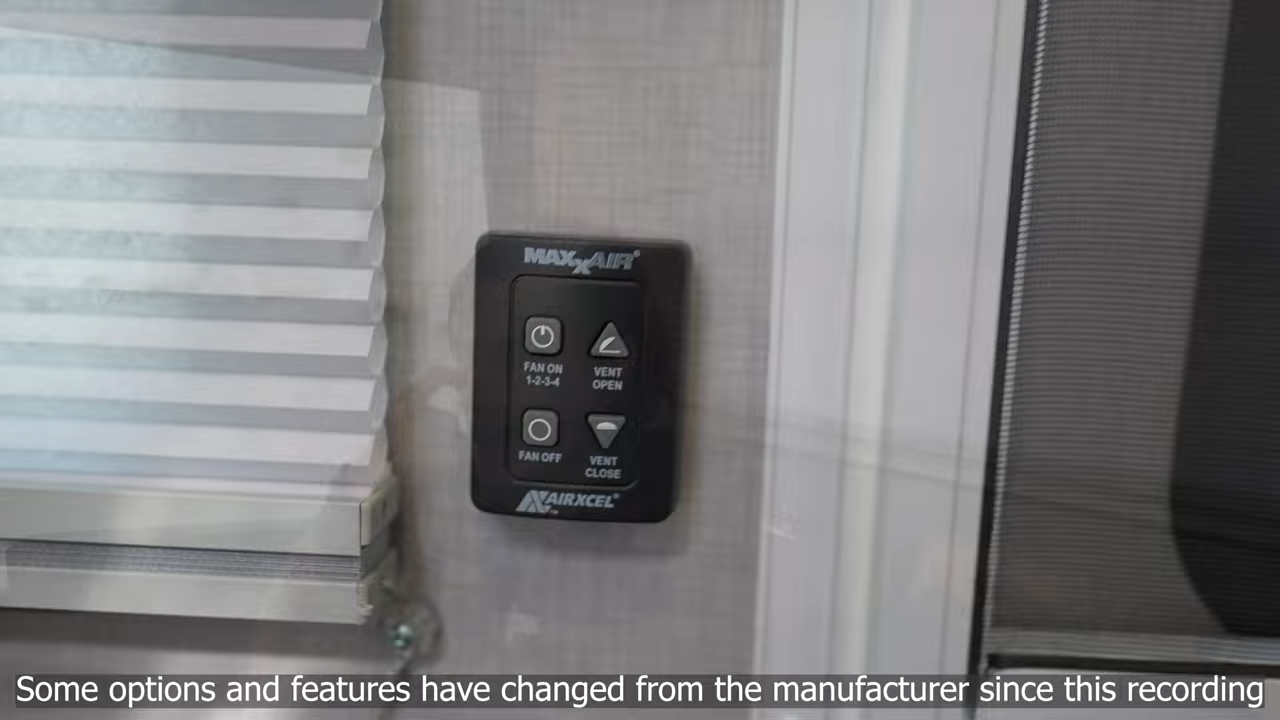 MAXXAIR®
FAN ON
1-2-3-4
VENT
OPEN
FAN OFF
VENT
CLOSE
AIRXCEL®
™
Some options and features have changed from the manufacturer since this recording